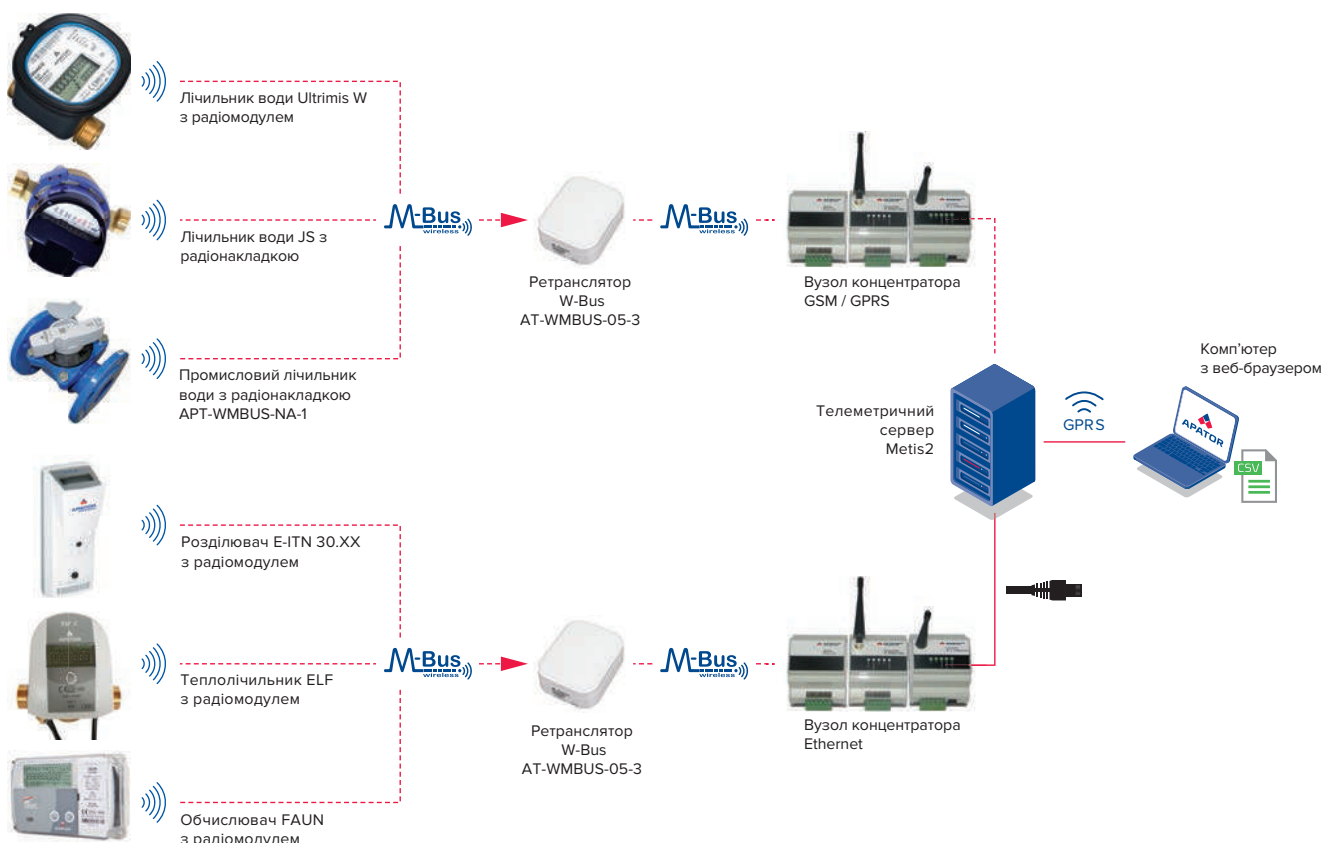 Лічильник води Ultrimis W
з радіомодулем
M-Bus
wireless
Лічильник води JS з
радіонакладкою
Ретранслятор
W-Bus
AT-WMBUS-05-3
M-Bus
wireless
Вузол концентратора
GSM / GPRS
Промисловий лічильник
води з радіонакладкою
APT-WMBUS-NA-1
Комп'ютер
з веб-браузером
Телеметричний
сервер
Metis2
GPRS
APATOR
CSV
Розділювач E-ITN 30.XX
з радіомодулем
APATOR
Теплолічильник ELF
з радіомодулем
M-Bus
wireless
Ретранслятор
W-Bus
AT-WMBUS-05-3
M-Bus
wireless
Вузол концентратора
Ethernet
Обчислювач FAUN
з радіомодулем